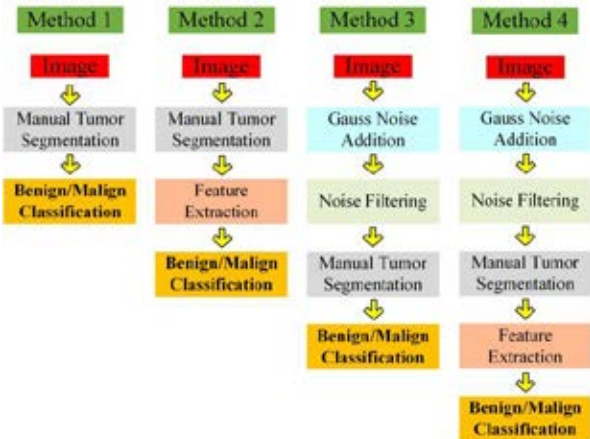 Method 1
Image
Manual Tumor
Segmentation
Benign/Malign
Classification
Method 2
Image
Manual Tumor
Segmentation
Feature
Extraction
Benign/Malign
Classification
Method 3
Image
Gauss Noise
Addition
Noise Filtering
Manual Tumor
Segmentation
Benign/Malign
Classification
Method 4
Image
Gauss Noise
Addition
Noise Filtering
Manual Tumor
Segmentation
Feature
Extraction
Benign/Malign
Classification